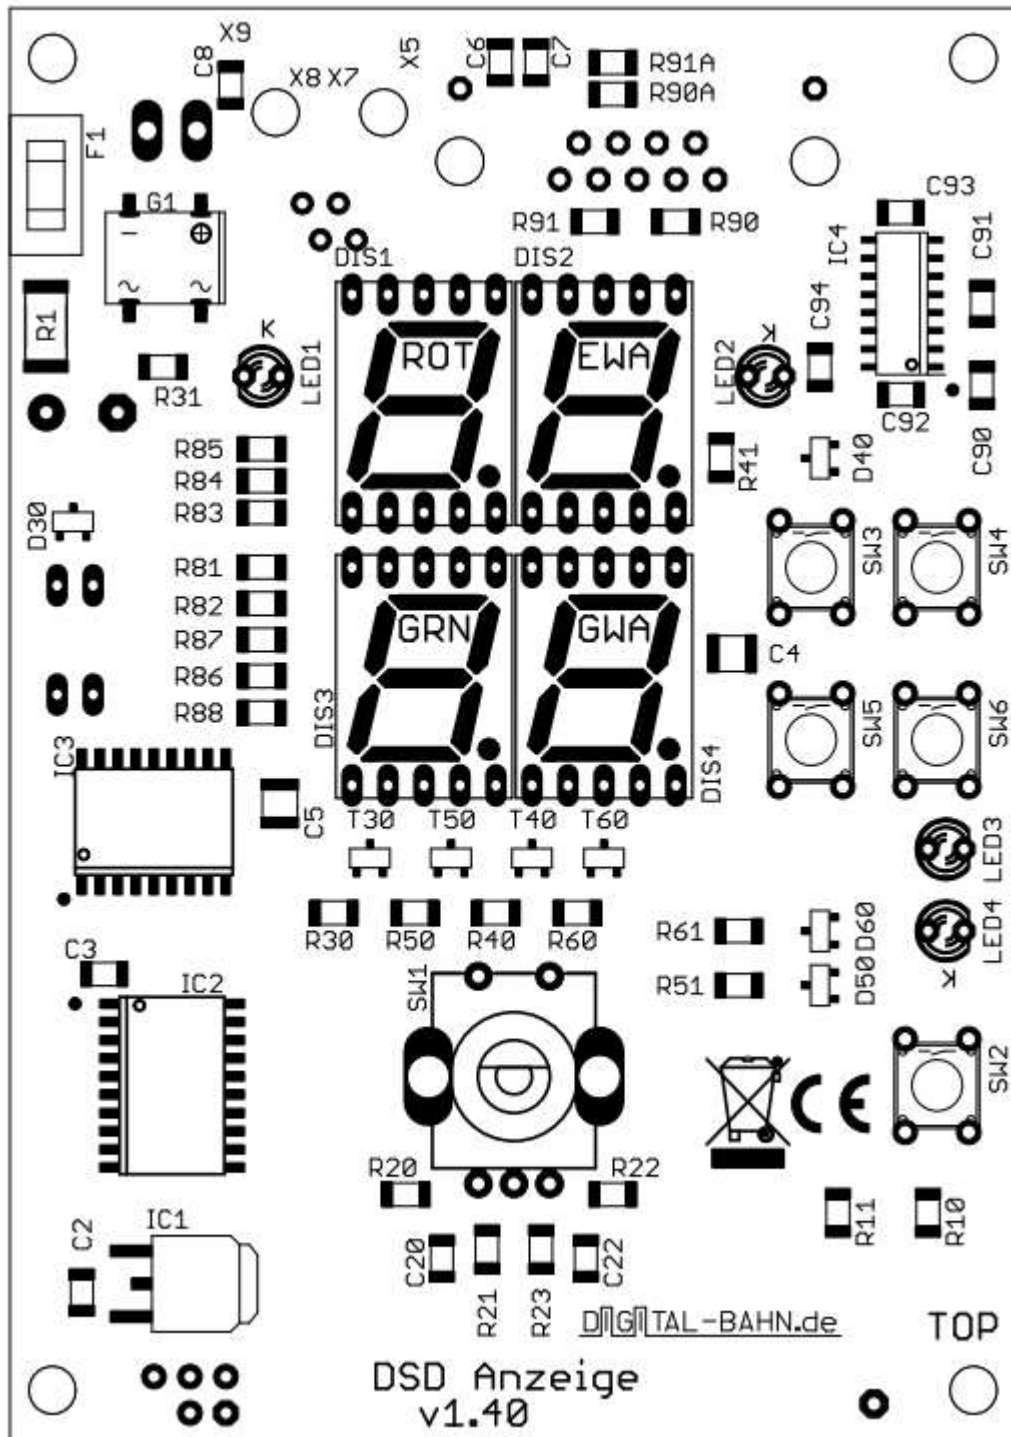 X9
C8
X8 X7
X5
C6
C7
R91A
R90A
F1
G1
R91
R90
C93
IC4
C91
DIS1
DIS2
R1
K
ROT
EWA
K
C94
R31
LED1
LED2
C92
C90
R85
R84
R83
R41
D40
D30
SW3
SW4
R81
R82
R87
R86
R88
GRN
GWA
C4
DIS3
DIS4
SW5
SW6
IC3
C5
T30
T50
T40
T60
LED3
R30
R50
R40
R60
R61
D60
LED4
C3
IC2
SW1
R51
D50
K
SW2
CE
R20
R22
R11
R10
C2
IC1
C20
R21
R23
C22
DIGITAL-BAHN.de
TOP
DSD Anzeige
v1.40